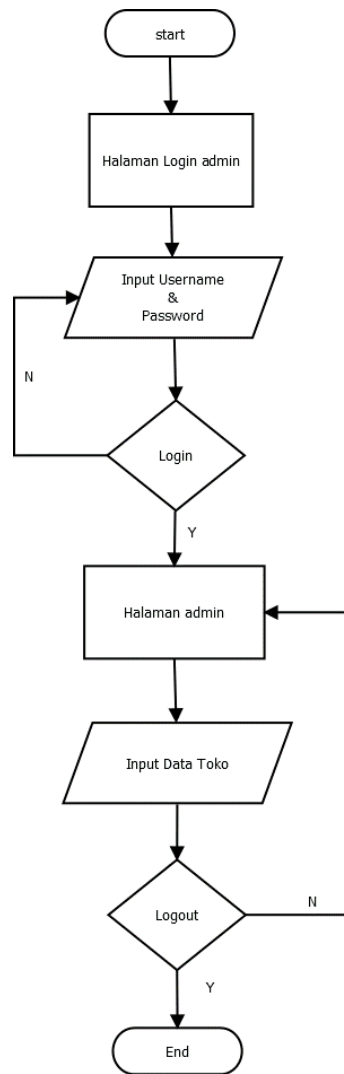 start
Halaman Login admin
Input Username
&
Password
N
Login
Y
Halaman admin
Input Data Toko
Logout
N
Y
End